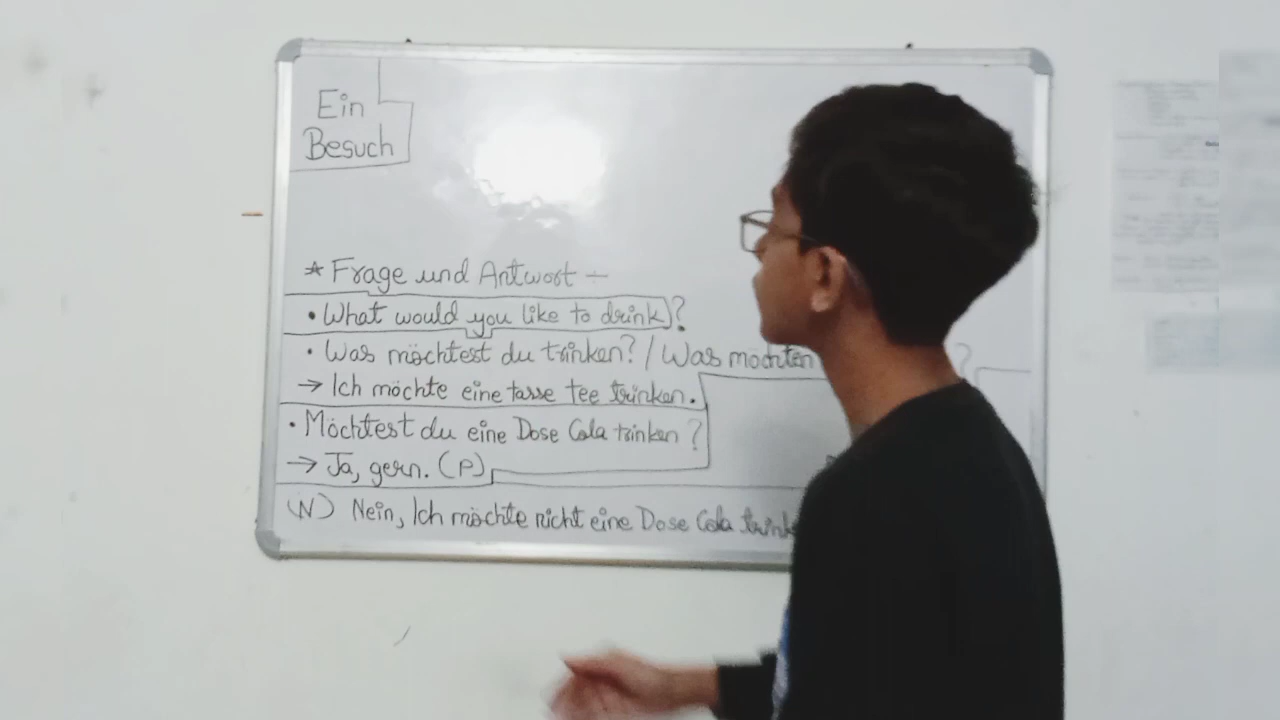 Ein
Besuch
* Frage und Antwort –
• What would you like to drink)?
• Was möchtest du trinken? / Was möchten ?
→ Ich möchte eine tasse tee trinken.
• Möchtest du eine Dose Cola trinken ?
→ Ja, gern. (P)
(N) Nein, Ich möchte nicht eine Dose Cola trink